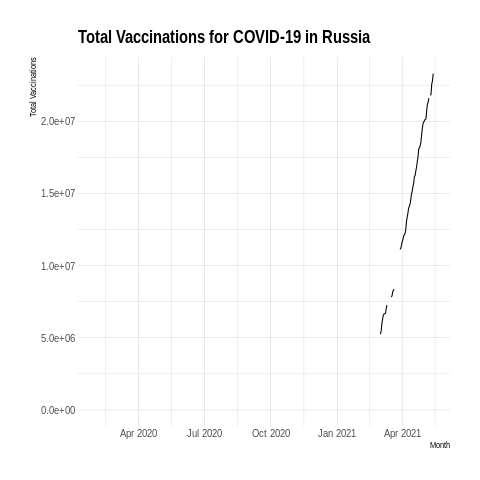 Total Vaccinations for COVID-19 in Russia
Total Vaccinations
2.0e+07
1.5e+07
1.0e+07
5.0e+06
0.0e+00
Apr 2020 Jul 2020 Oct 2020 Jan 2021 Apr 2021
Month